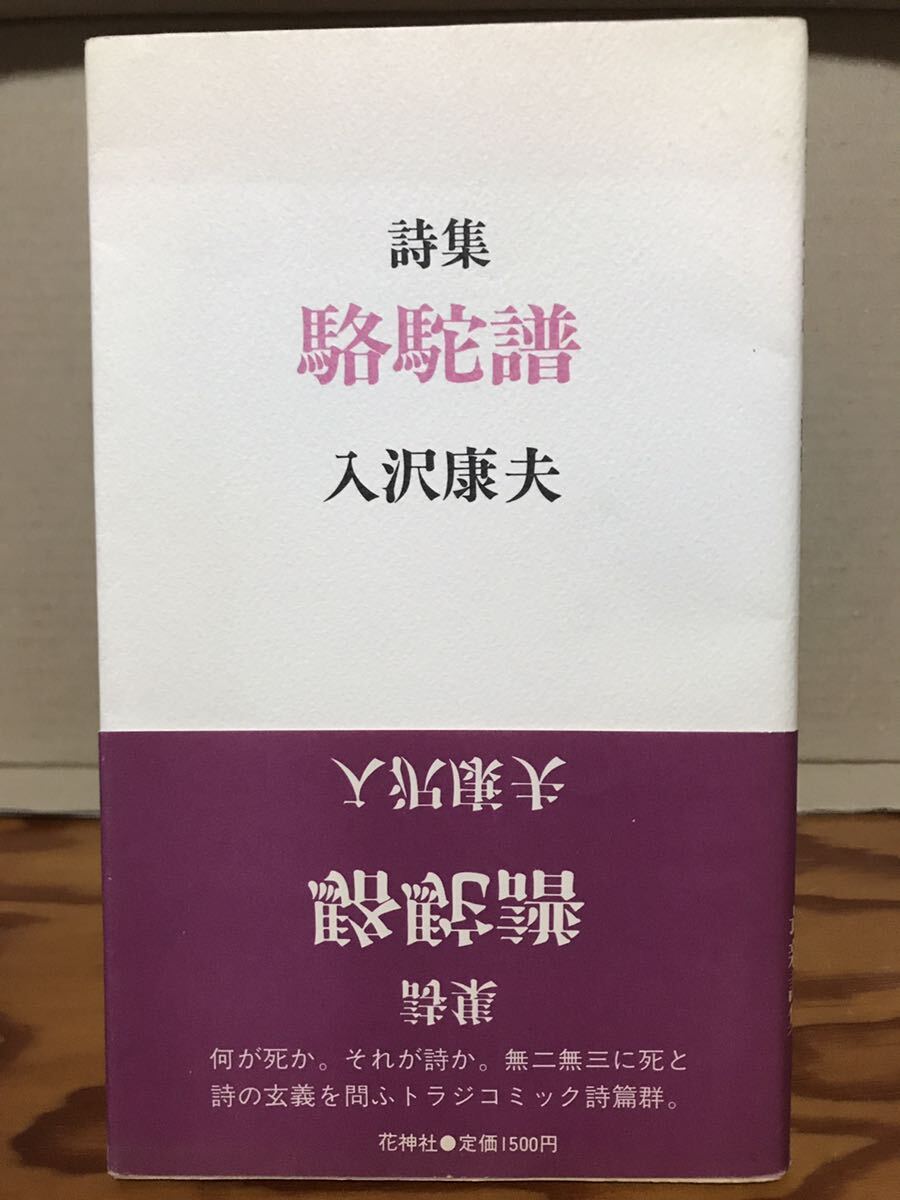 詩集
駱駝譜
入沢康夫
入沢康夫
駱駝譜
詩集
何が死か。それが詩か。無二無三に死と
詩の玄義を問ふトラジコミック詩篇群。
花神社●定価1500円